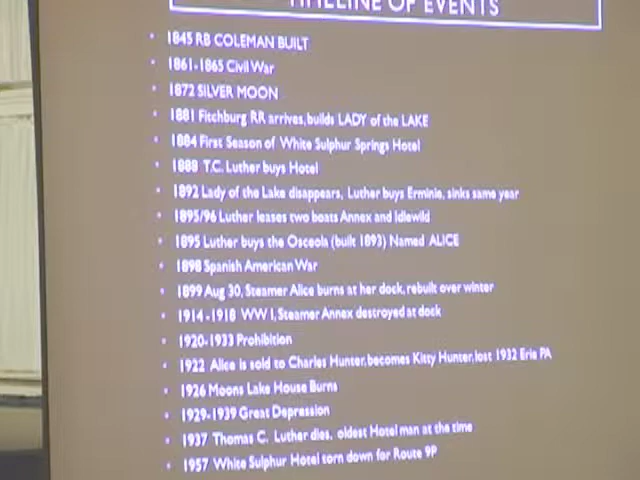 TIMELINE OF EVENTS
• 1845 RB COLEMAN BUILT
• 1861-1865 Civil War
• 1872 SILVER MOON
• 1881 Fitchburg RR arrives, builds LADY of the LAKE
• 1884 First Season of White Sulphur Springs Hotel
• 1888 T.C. Luther buys Hotel
• 1892 Lady of the Lake disappears, Luther buys Erminie, sinks same year
• 1895/96 Luther leases two boats Annex and Idlewild
• 1895 Luther buys the Osceola (built 1893) Named ALICE
• 1898 Spanish American War
• 1899 Aug 30, Steamer Alice burns at her dock, rebuilt over winter
• 1914-1918 WW I, Steamer Annex destroyed at dock
• 1920-1933 Prohibition
• 1922 Alice is sold to Charles Hunter, becomes Kitty Hunter, lost 1932 Erie PA
• 1926 Moons Lake House Burns
• 1929-1939 Great Depression
• 1937 Thomas C. Luther dies, oldest Hotel man at the time
• 1957 White Sulphur Hotel torn down for Route 9P